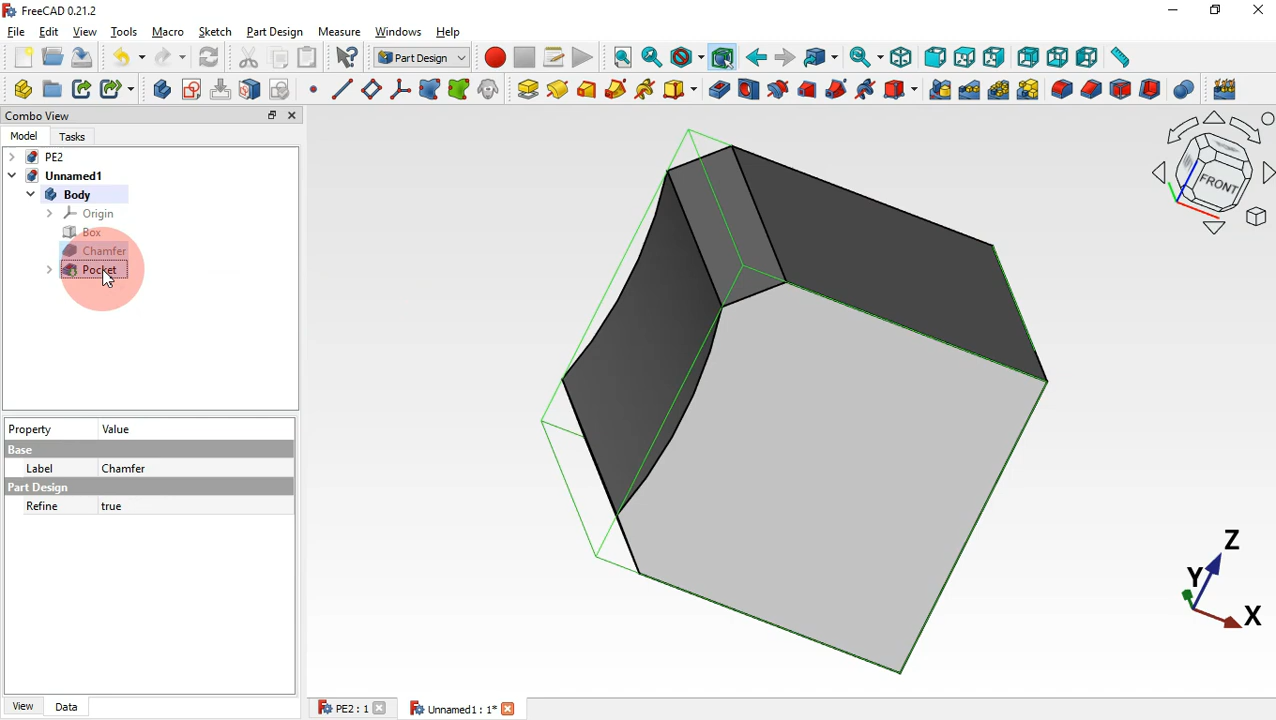 FreeCAD 0.21.2
File Edit View Tools Macro Sketch Part Design Measure Windows Help
Part Design
Combo View
Model Tasks
PE2
Unnamed1
Body
Origin
Box
Chamfer
Pocket
Property Value
Base
Label Chamfer
Part Design
Refine true
View Data
PE2 : 1 Unnamed1 : 1*
FRONT
Z
Y
X